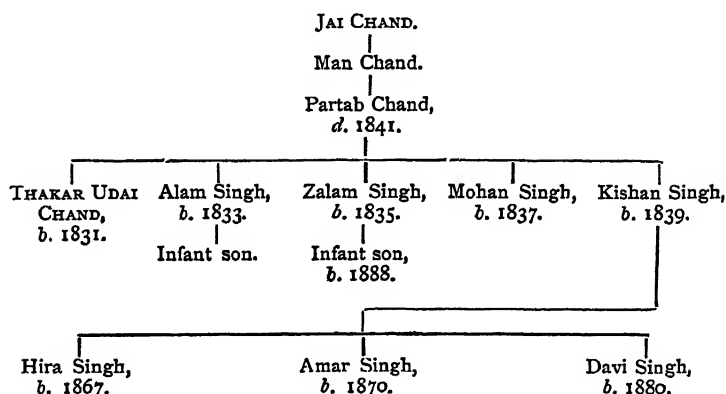 JAI CHAND.
Man Chand.
Partab Chand,
d. 1841.
THAKAR UDAI CHAND, b. 1831.
Alam Singh, b. 1833.
Zalam Singh, b. 1835.
Mohan Singh, b. 1837.
Kishan Singh, b. 1839.
Infant son.
Infant son, b. 1888.
Hira Singh, b. 1867.
Amar Singh, b. 1870.
Davi Singh, b. 1880.